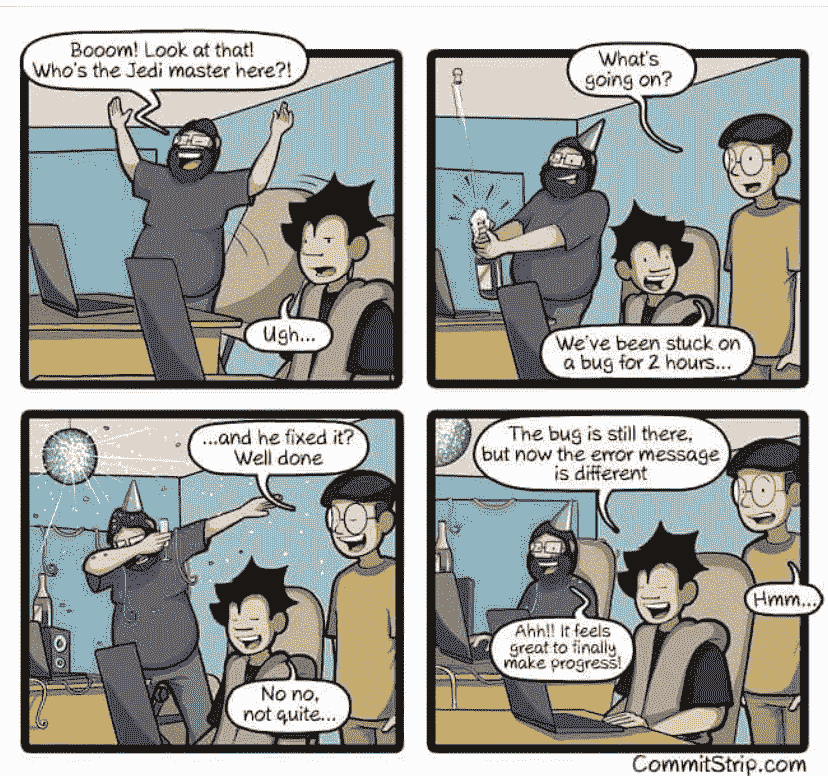 Booom! Look at that!
Who's the Jedi master here?!
Ugh...
What's
going on?
We've been stuck on
a bug for 2 hours...
...and he fixed it?
Well done
No no,
not quite...
The bug is still there,
but now the error message
is different
Hmm...
Ahh!! It feels
great to finally
make progress!
CommitStrip.com